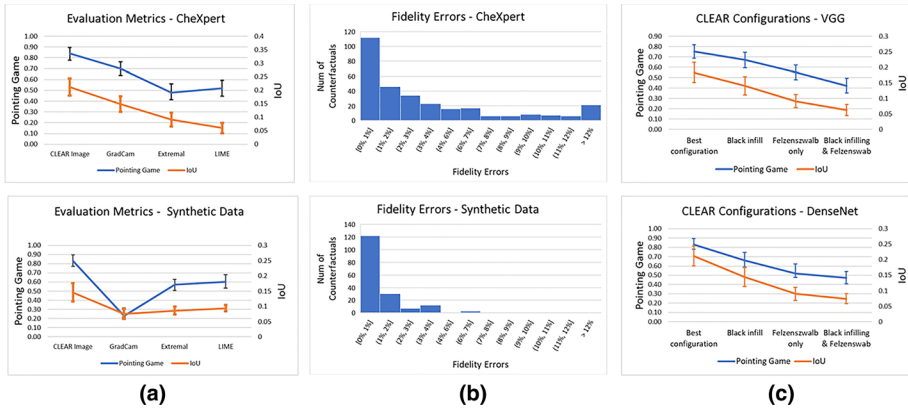 Evaluation Metrics - CheXpert
Pointing Game
1.00
0.90
0.80
0.70
0.60
0.50
0.40
0.30
0.20
0.10
0.00
0.4
0.35
0.3
0.25
0.2
0.15
0.1
0.05
0
IoU
CLEAR Image GradCam Extremal LIME
Pointing Game IoU
Fidelity Errors - CheXpert
Num of
Counterfactuals
120
100
80
60
40
20
0
[0%, 1%] (1%, 2%] (2%, 3%] (3%, 4%] (4%, 6%] (6%, 7%] (7%, 8%] (8%, 9%] (9%, 10%] (10%, 11%] (11%, 12%] > 12%
Fidelity Errors
CLEAR Configurations - VGG
Pointing Game
0.90
0.80
0.70
0.60
0.50
0.40
0.30
0.20
0.10
0.00
0.3
0.25
0.2
0.15
0.1
0.05
0
IoU
Best configuration Black infill Felzenszwalb only Black infilling & Felzenswab
Pointing Game IoU
Evaluation Metrics - Synthetic Data
Pointing Game
1.00
0.90
0.80
0.70
0.60
0.50
0.40
0.30
0.20
0.10
0.00
0.3
0.25
0.2
0.15
0.1
0.05
0
IoU
CLEAR Image GradCam Extremal LIME
Pointing Game IoU
Fidelity Errors - Synthetic Data
Num of
Counterfactuals
140
120
100
80
60
40
20
0
[0%, 1%] (1%, 2%] (2%, 3%] (3%, 4%] (4%, 6%] (6%, 7%] (7%, 8%] (8%, 9%] (9%, 10%] (10%, 11%] (11%, 12%] > 12%
Fidelity Errors
CLEAR Configurations - DenseNet
Pointing Game
1.00
0.90
0.80
0.70
0.60
0.50
0.40
0.30
0.20
0.10
0.00
0.3
0.25
0.2
0.15
0.1
0.05
0
IoU
Best configuration Black infill Felzenszwalb only Black infilling & Felzenswab
Pointing Game IoU
(a) (b) (c)